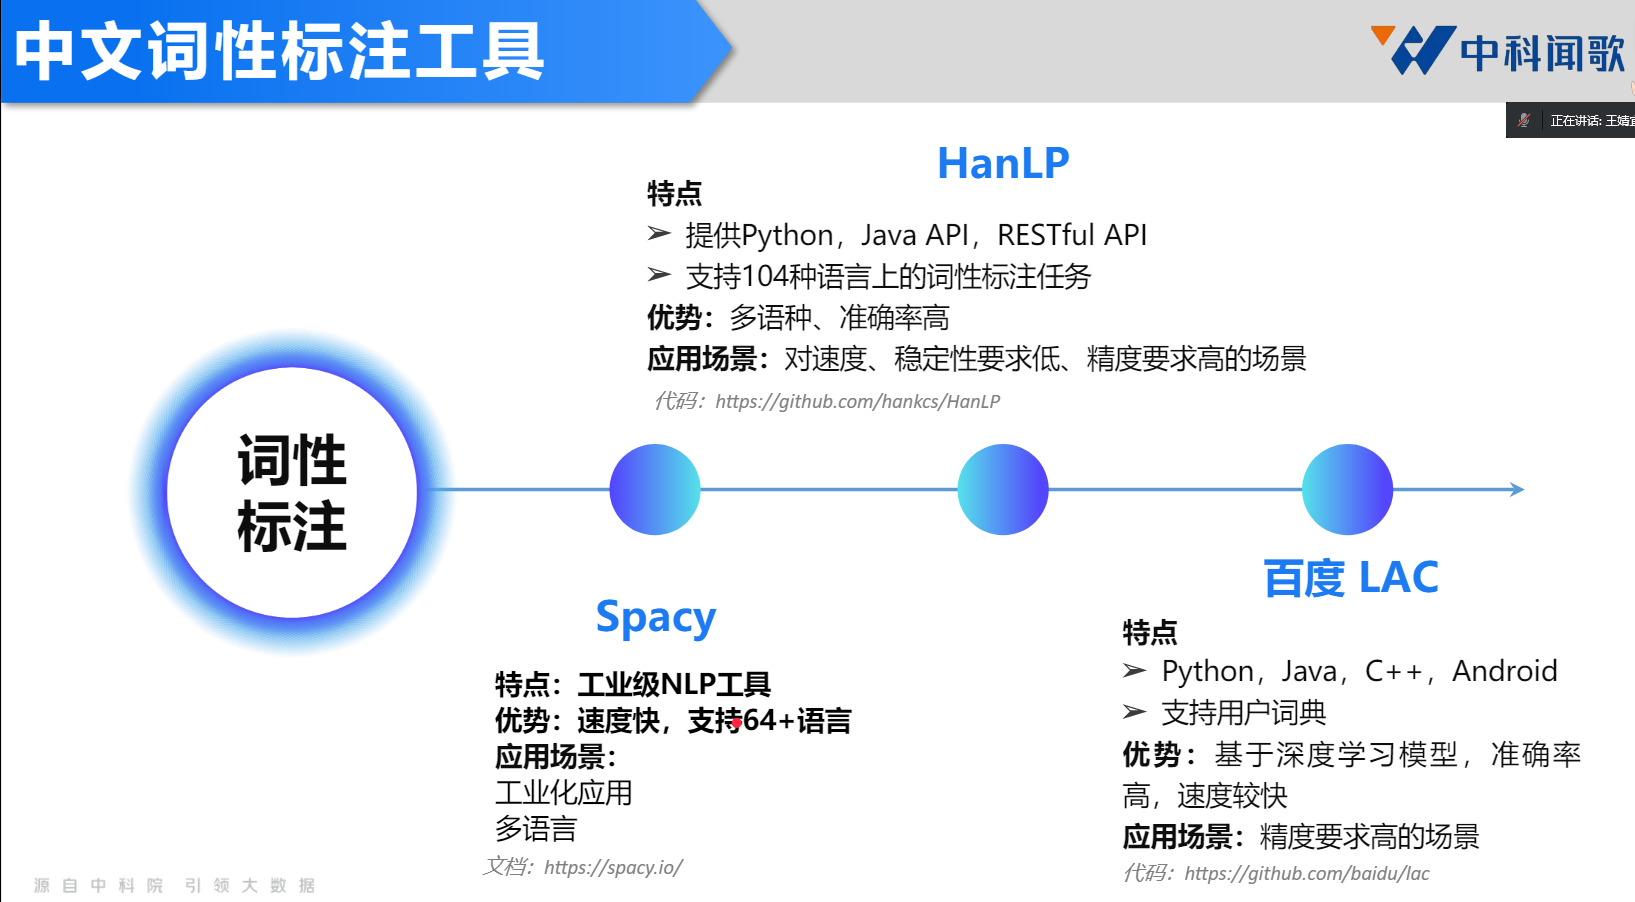 中文词性标注工具
中科闻歌
正在讲话: 王婧宜
HanLP
特点
➢ 提供Python，Java API，RESTful API
➢ 支持104种语言上的词性标注任务
优势：多语种、准确率高
应用场景：对速度、稳定性要求低、精度要求高的场景
代码：https://github.com/hankcs/HanLP
词性
标注
Spacy
特点：工业级NLP工具
优势：速度快，支持64+语言
应用场景：
工业化应用
多语言
文档：https://spacy.io/
百度 LAC
特点
➢ Python，Java，C++，Android
➢ 支持用户词典
优势：基于深度学习模型，准确率
高，速度较快
应用场景：精度要求高的场景
代码：https://github.com/baidu/lac
源自中科院 引领大数据